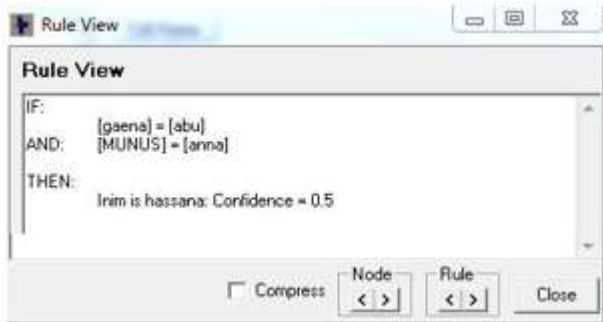 Rule View
Rule View
IF:
[gaena] = [abu]
AND: [MUNUS] = [anna]
THEN:
Inim is hassana: Confidence = 0.5
Compress
Node
< >
Rule
< >
Close